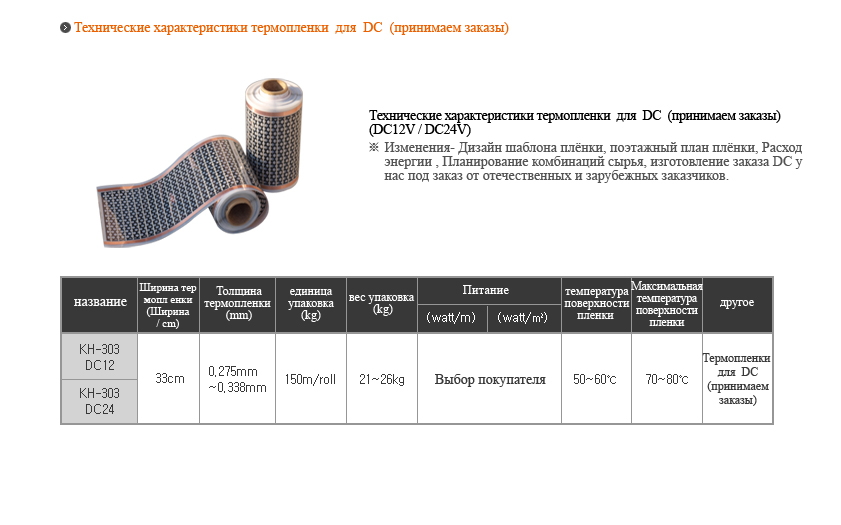 Технические характеристики термопленки для DC (принимаем заказы)
Технические характеристики термопленки для DC (принимаем заказы)
(DC12V / DC24V)
※ Изменения- Дизайн шаблона плёнки, поэтажный план плёнки, Расход
энергии , Планирование комбинаций сырья, изготовление заказа DC у
нас под заказ от отечественных и зарубежных заказчиков.
название
Ширина тер
мопл енки
(Ширина
/ cm)
Толщина
термопленки
(mm)
единица
упаковка
(kg)
вес упаковка
(kg)
Питание
(watt/m)
(watt/m²)
температура
поверхности
пленки
Максимальная
температура
поверхности
пленки
другое
KH-303
DC12
KH-303
DC24
33cm
0,275mm
~0,338mm
150m/roll
21~26kg
Выбор покупателя
50~60℃
70~80℃
Термопленки
для DC
(принимаем
заказы)